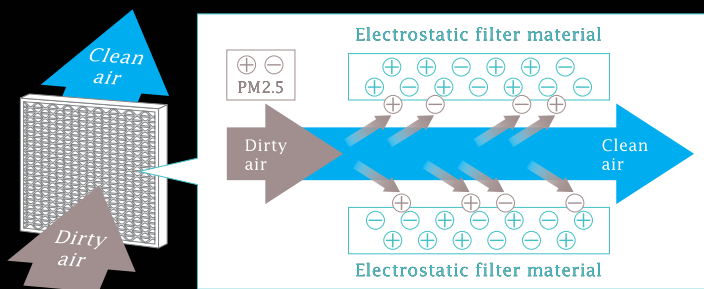 Clean
air
Dirty
air
Electrostatic filter material
PM2.5
Dirty
air
Clean
air
Electrostatic filter material